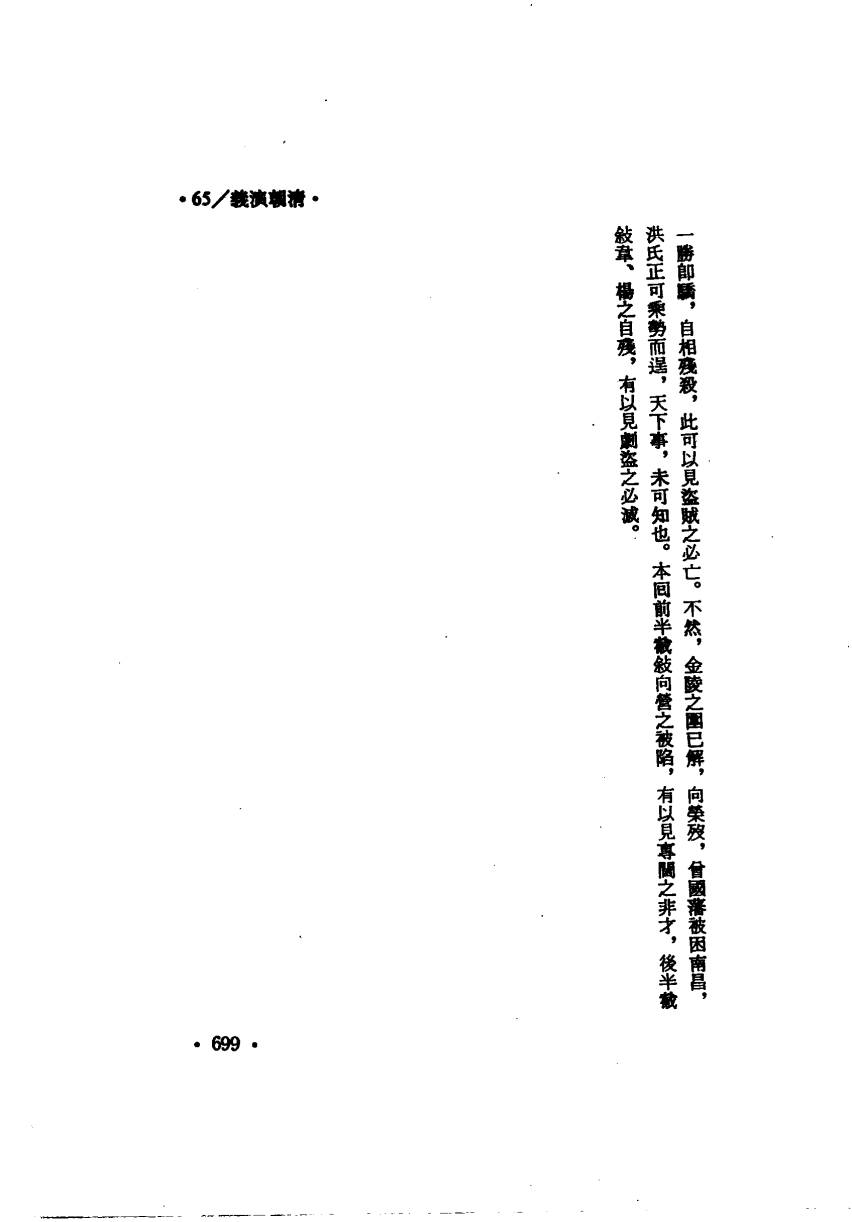 ·65/義演朝清·
一勝即驕，自相殘殺，此可以見盜賊之必亡。不然，金陵之圍已解，向榮歿，曾國藩被困南昌，
洪氏正可乘勢而逞，天下事，未可知也。本回前半截敍向營之被陷，有以見專閫之非才，後半截
敍韋、楊之自殘，有以見劇盜之必滅。
·699·